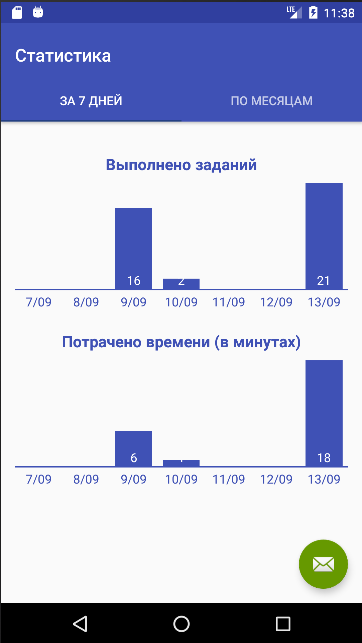 LTE 11:38
Статистика
ЗА 7 ДНЕЙ ПО МЕСЯЦАМ
Выполнено заданий
16 2 21
7/09 8/09 9/09 10/09 11/09 12/09 13/09
Потрачено времени (в минутах)
6 18
7/09 8/09 9/09 10/09 11/09 12/09 13/09